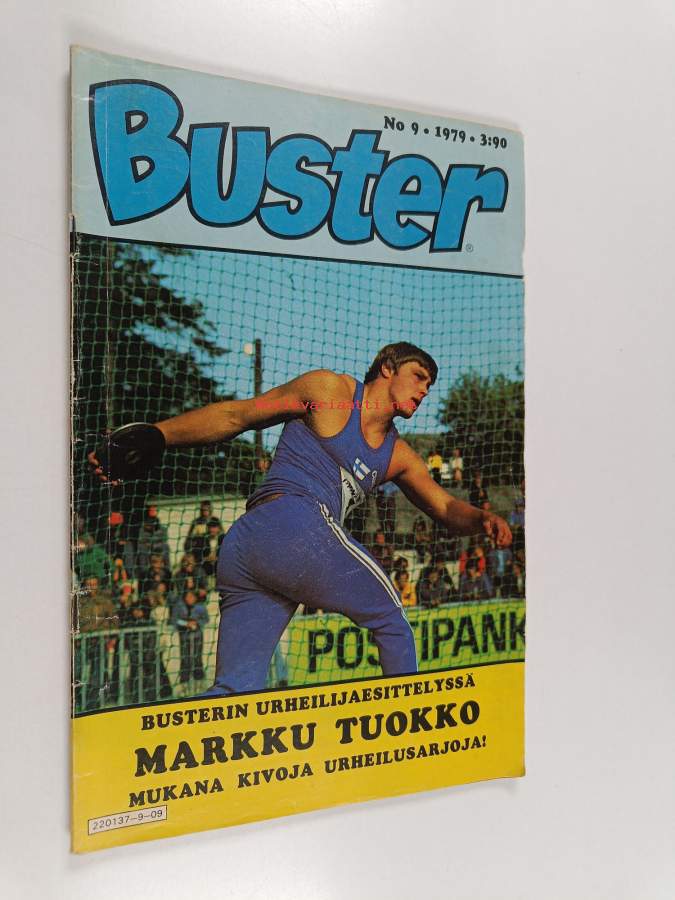 No 9 • 1979 • 3:90
Buster
®
POSTIPANK
BUSTERIN URHEILIJAESITTELYSSÄ
MARKKU TUOKKO
MUKANA KIVOJA URHEILUSARJOJA!
220137-9-09